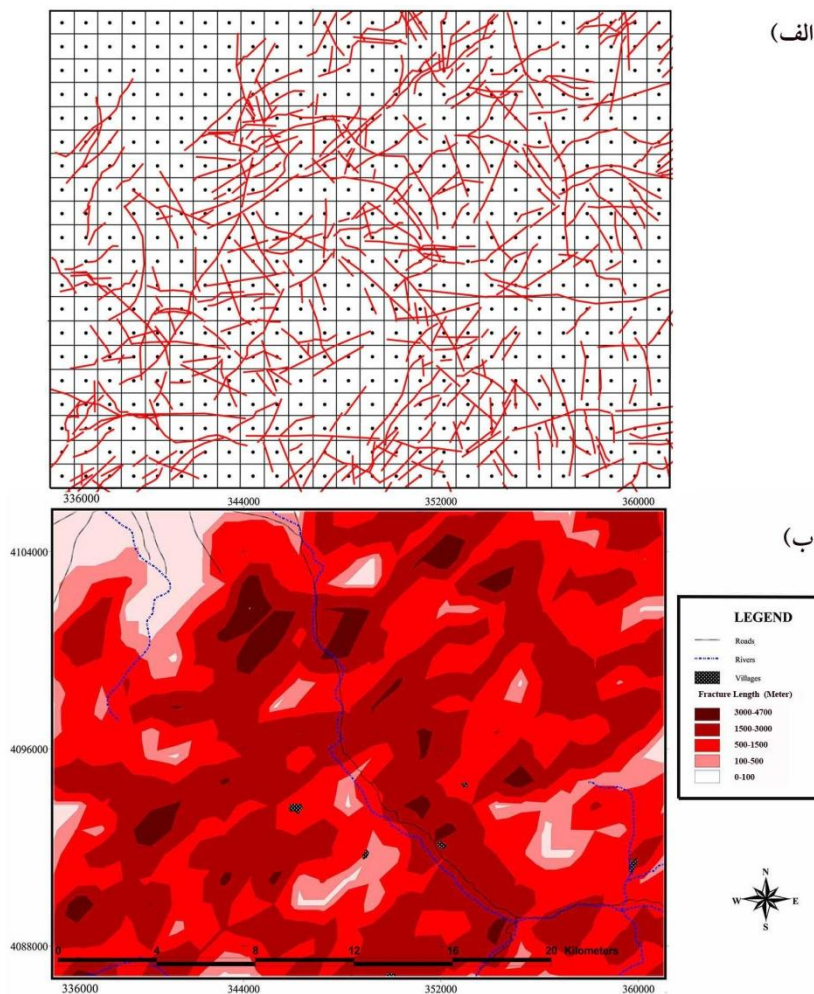 الف)
336000 344000 352000 360000
ب)
4104000
4096000
4088000
LEGEND
Roads
Rivers
Villages
Fracture Length (Meter)
3000-4700
1500-3000
500-1500
100-500
0-100
N
W E
S
0 4 8 12 16 20 Kilometers
336000 344000 352000 360000